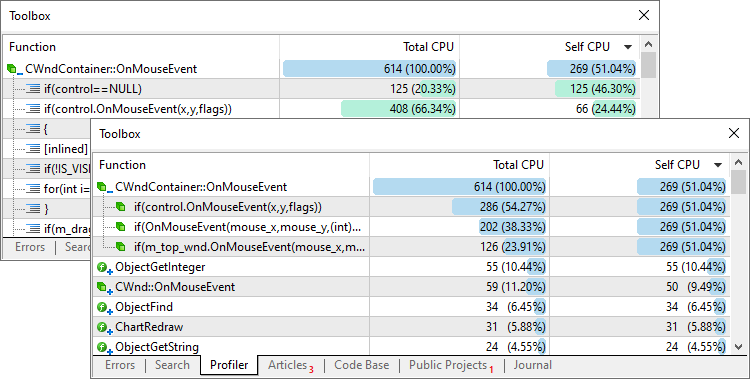 Toolbox
Function Total CPU Self CPU
CWndContainer::OnMouseEvent 614 (100.00%) 269 (51.04%)
if(control==NULL) 125 (20.33%) 125 (46.30%)
if(control.OnMouseEvent(x,y,flags)) 408 (66.34%) 66 (24.44%)
{
[inlined]
if(!IS_VISI
for(int i=
}
if(m_drag
Errors Search
Toolbox
Function Total CPU Self CPU
CWndContainer::OnMouseEvent 614 (100.00%) 269 (51.04%)
if(control.OnMouseEvent(x,y,flags)) 286 (54.27%) 269 (51.04%)
if(OnMouseEvent(mouse_x,mouse_y,(int)... 202 (38.33%) 269 (51.04%)
if(m_top_wnd.OnMouseEvent(mouse_x,m... 126 (23.91%) 269 (51.04%)
ObjectGetInteger 55 (10.44%) 55 (10.44%)
CWnd::OnMouseEvent 59 (11.20%) 50 (9.49%)
ObjectFind 34 (6.45%) 34 (6.45%)
ChartRedraw 31 (5.88%) 31 (5.88%)
ObjectGetString 24 (4.55%) 24 (4.55%)
Errors Search Profiler Articles 3 Code Base Public Projects 1 Journal